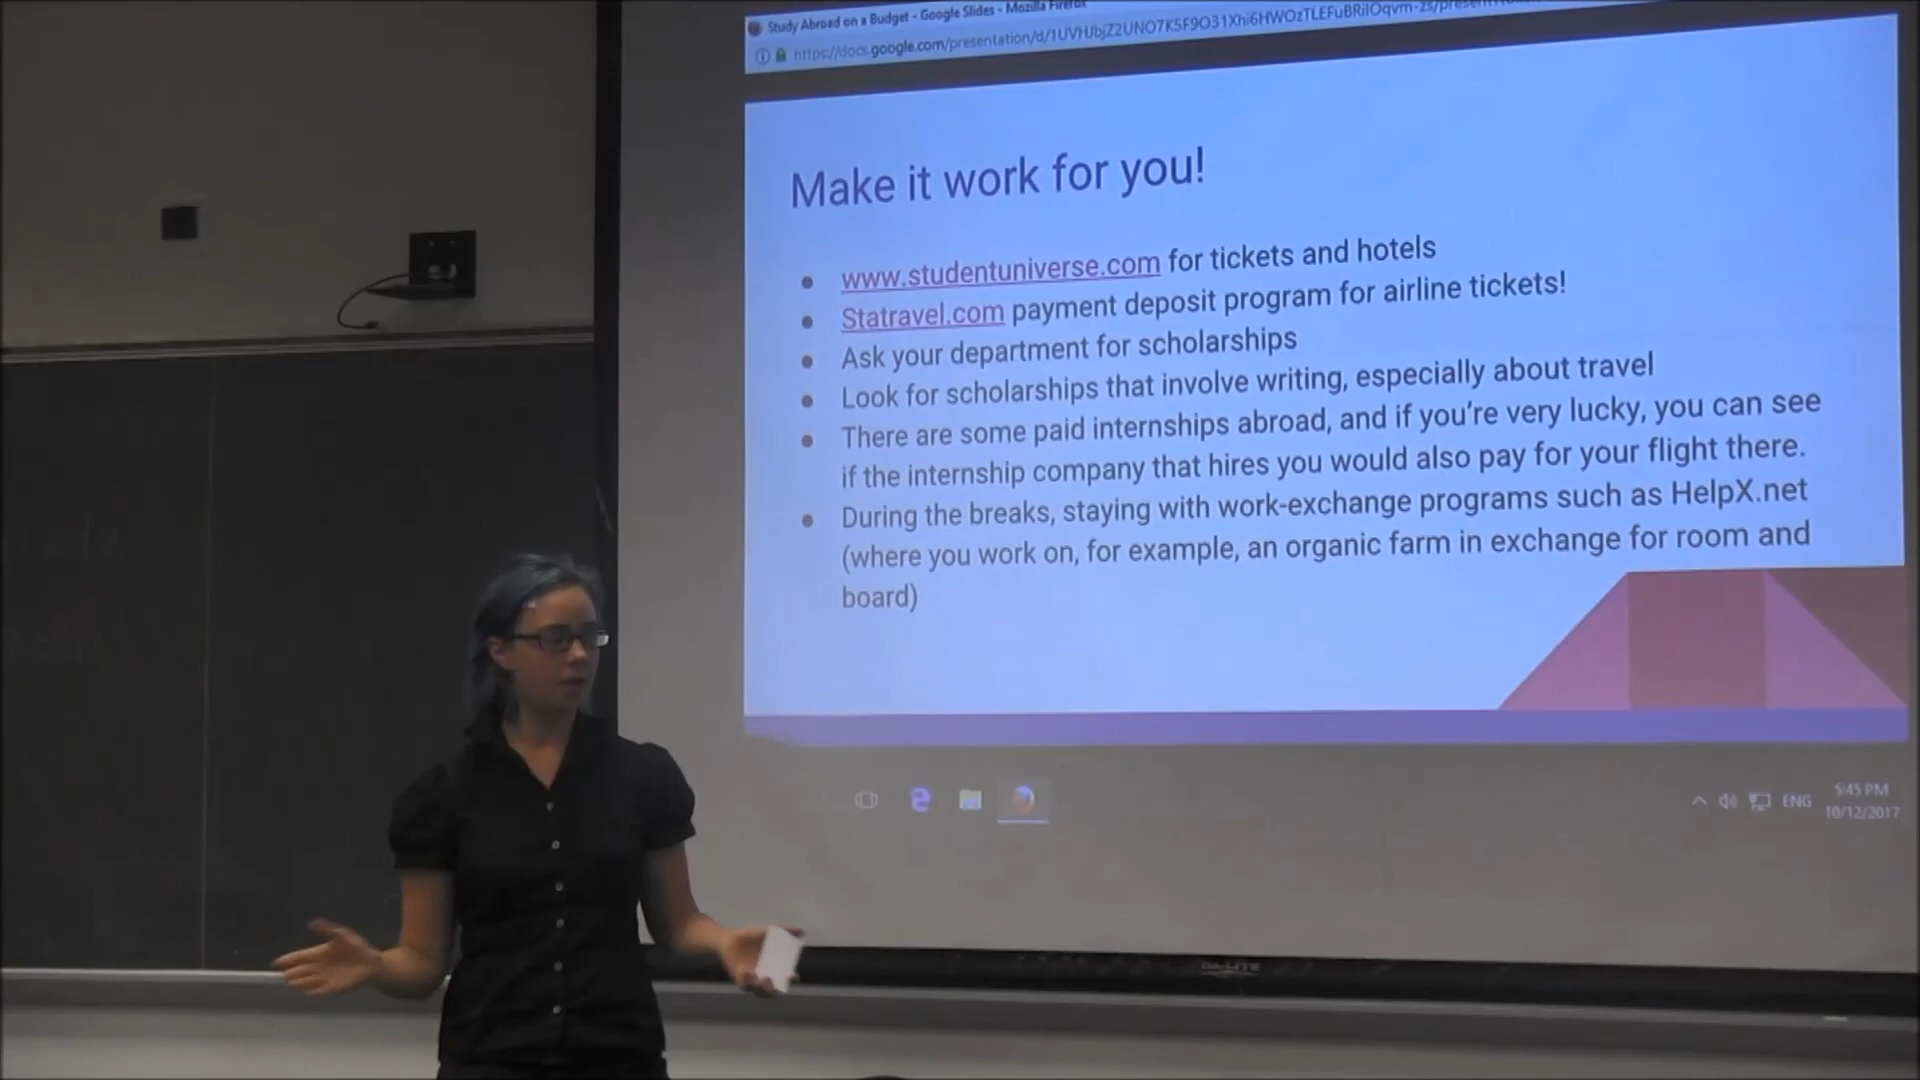 Study Abroad on a Budget - Google Slides - Mozilla Firefox
Make it work for you!
www.studentuniverse.com for tickets and hotels
Statravel.com payment deposit program for airline tickets!
Ask your department for scholarships
Look for scholarships that involve writing, especially about travel
There are some paid internships abroad, and if you're very lucky, you can see
if the internship company that hires you would also pay for your flight there.
During the breaks, staying with work-exchange programs such as HelpX.net
(where you work on, for example, an organic farm in exchange for room and
board)
ENG
5:45 PM
10/12/2017
DA-LITE